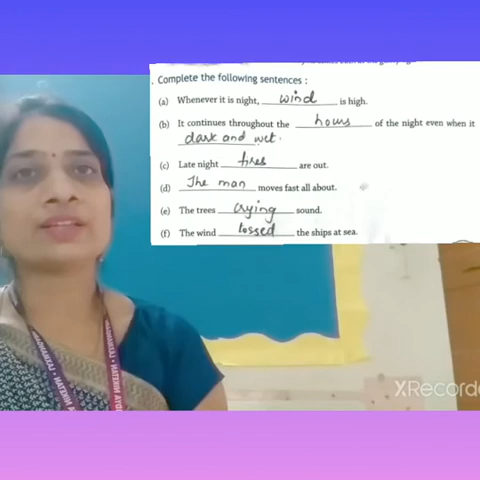 . Complete the following sentences :
(a) Whenever it is night, wind is high.
(b) It continues throughout the hours of the night even when it
dark and wet.
(c) Late night fires are out.
(d) The man moves fast all about.
(e) The trees crying sound.
(f) The wind lossed the ships at sea.
XRecorde